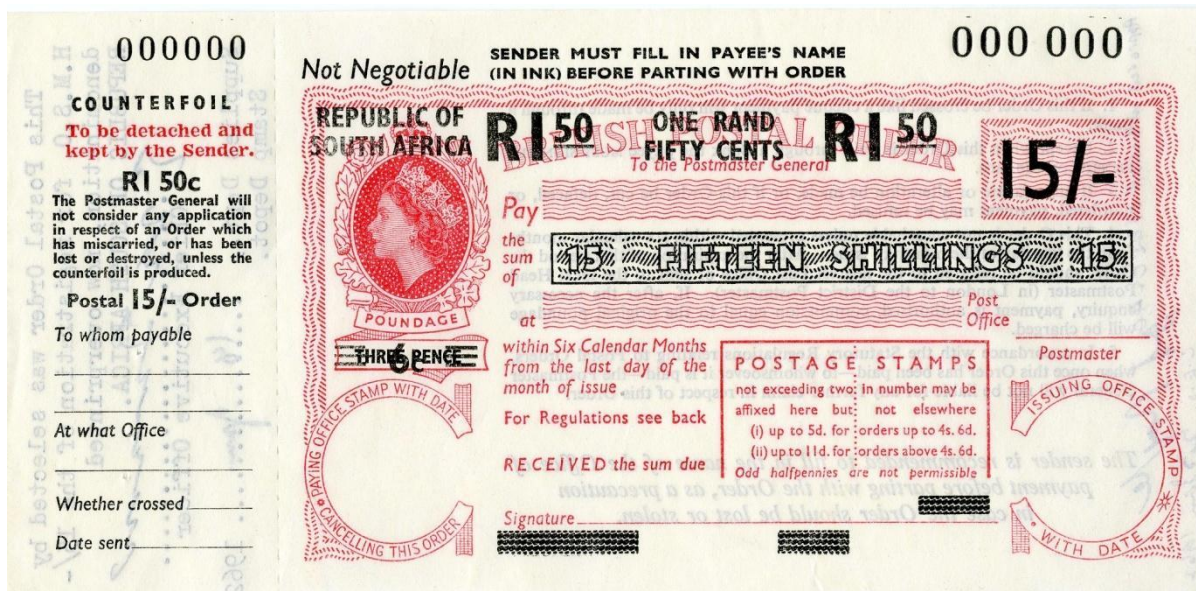 000000
COUNTERFOIL
To be detached and
kept by the Sender.
R1 50c
The Postmaster General will
not consider any application
in respect of an Order which
has miscarried, or has been
lost or destroyed, unless the
counterfoil is produced.
Postal 15/- Order
To whom payable
At what Office
Whether crossed
Date sent
000 000
Not Negotiable
SENDER MUST FILL IN PAYEE'S NAME
(IN INK) BEFORE PARTING WITH ORDER
REPUBLIC OF
SOUTH AFRICA
R1 50
ONE RAND
FIFTY CENTS
R1 50
BRITISH POSTAL ORDER
15/-
To the Postmaster General
Pay
the
sum
of
15 FIFTEEN SHILLINGS 15
at
Post
Office
POUNDAGE
THREE PENCE
6c
within Six Calendar Months
from the last day of the
month of issue
For Regulations see back
RECEIVED the sum due
Signature
POSTAGE STAMPS
not exceeding two in number may be
affixed here but not elsewhere
(i) up to 5d. for orders up to 4s. 6d.
(ii) up to 11d. for orders above 4s. 6d.
Odd halfpennies are not permissible
Postmaster
PAYING OFFICE STAMP WITH DATE
CANCELLING THIS ORDER
ISSUING OFFICE STAMP
WITH DATE